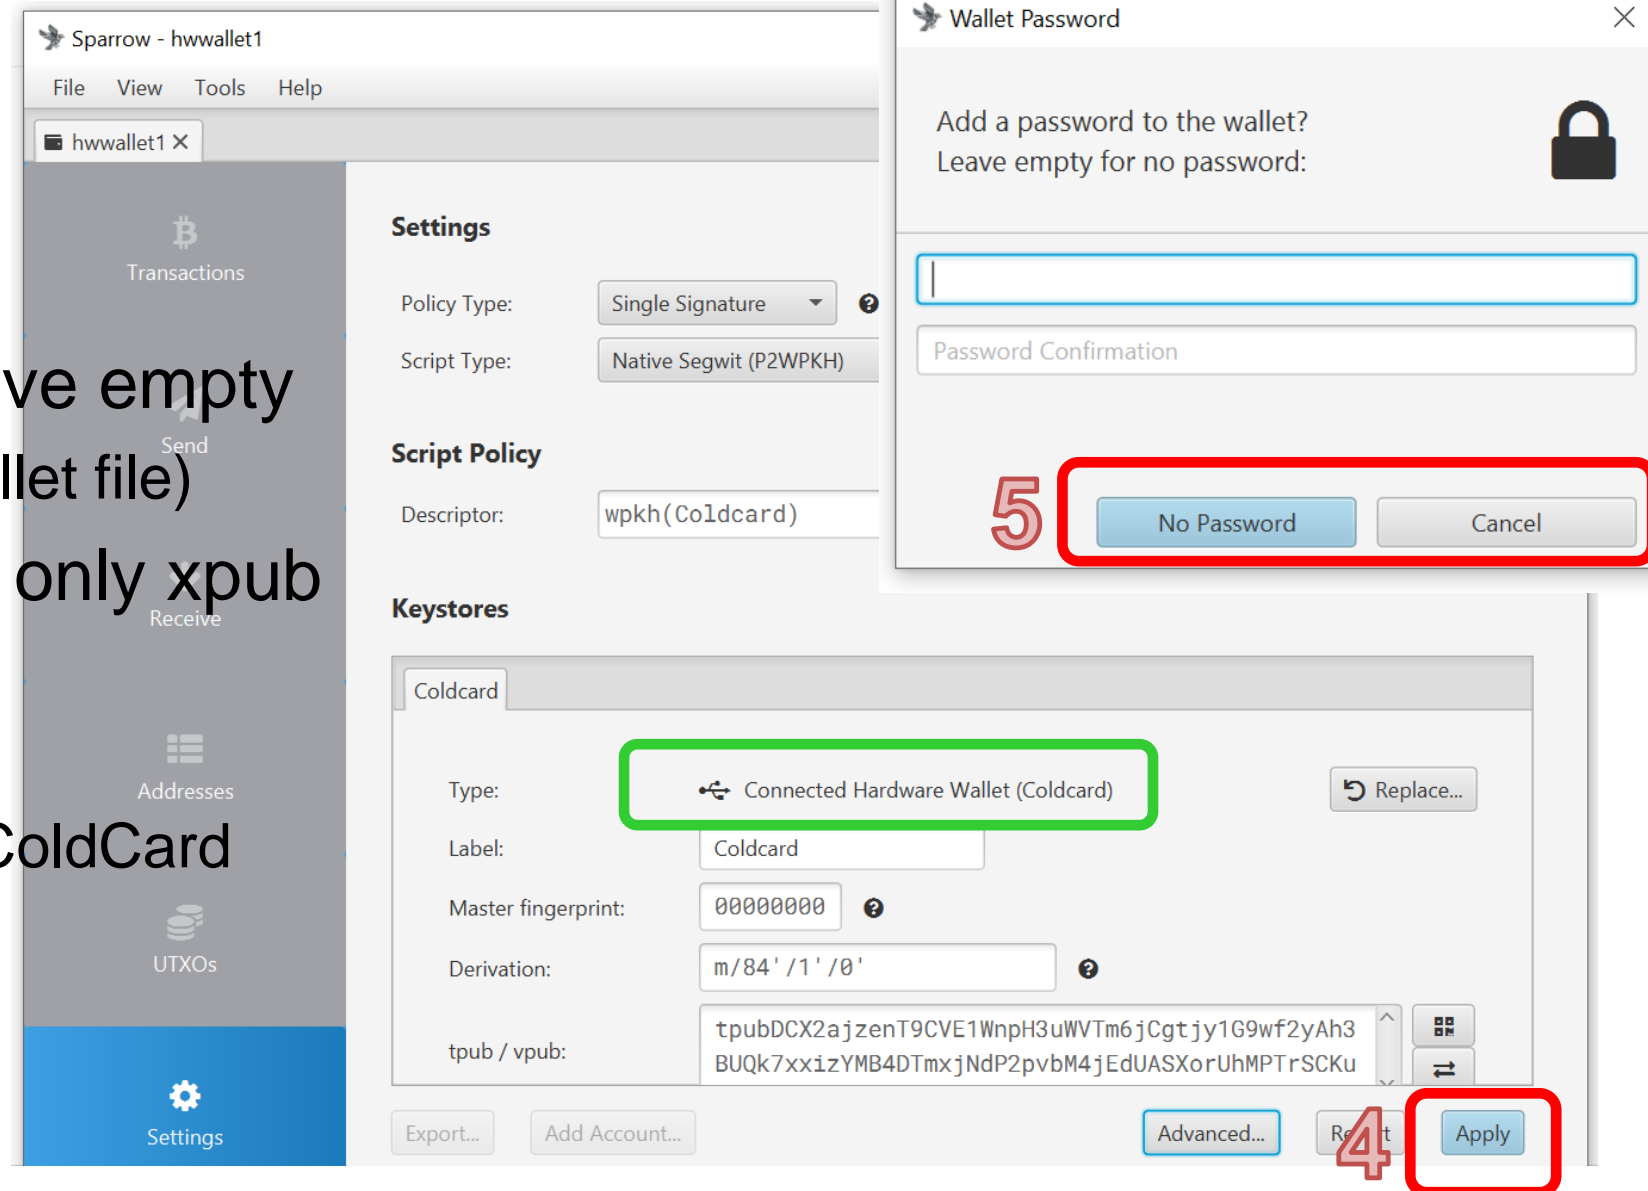 Sparrow - hwwallet1
File View Tools Help
hwwallet1
Transactions
Send
Receive
Addresses
UTXOs
Settings
ve empty
llet file)
only xpub
ColdCard
Settings
Policy Type: Single Signature
Script Type: Native Segwit (P2WPKH)
Script Policy
Descriptor: wpkh(Coldcard)
Keystores
Coldcard
Type: Connected Hardware Wallet (Coldcard) Replace...
Label: Coldcard
Master fingerprint: 00000000
Derivation: m/84'/1'/0'
tpub / vpub: tpubDCX2ajzenT9CVE1WnpH3uWVTm6jCgtjy1G9wf2yAh3
BUQk7xxizYMB4DTmxjNdP2pvbM4jEdUASXorUhMPTrSCKu
Export... Add Account... Advanced... 4 Apply
Wallet Password
Add a password to the wallet?
Leave empty for no password:
Password Confirmation
5 No Password Cancel